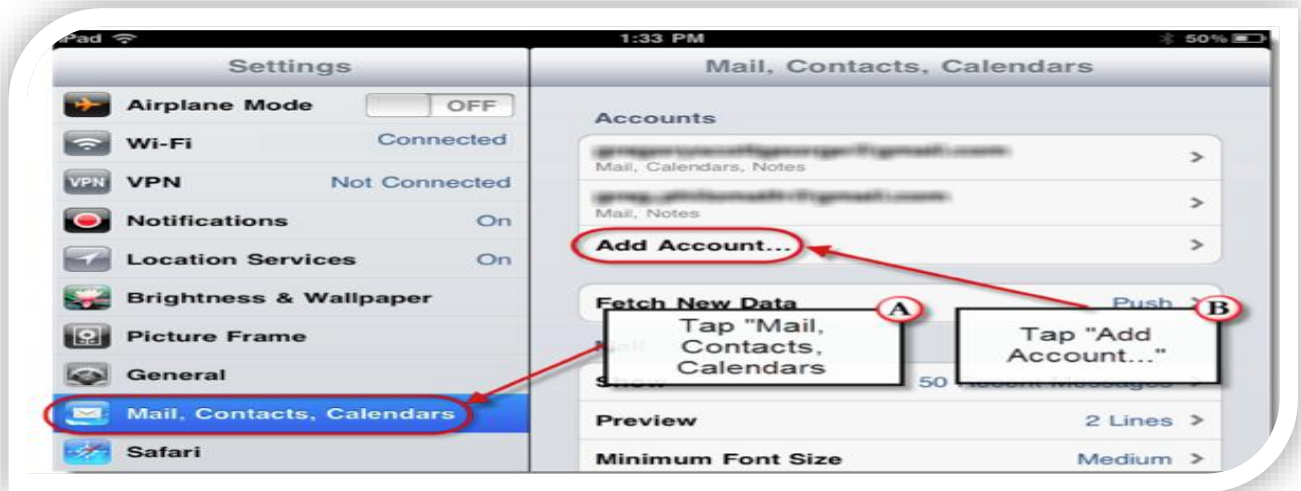 iPad
1:33 PM
50%
Settings
Mail, Contacts, Calendars
Airplane Mode OFF
Wi-Fi Connected
VPN VPN Not Connected
Notifications On
Location Services On
Brightness & Wallpaper
Picture Frame
General
Mail, Contacts, Calendars
Safari
Accounts
Mail, Calendars, Notes
Mail, Notes
Add Account...
Fetch New Data Push
A
Tap "Mail,
Contacts,
Calendars
B
Tap "Add
Account..."
50 Recent Messages
Preview 2 Lines
Minimum Font Size Medium